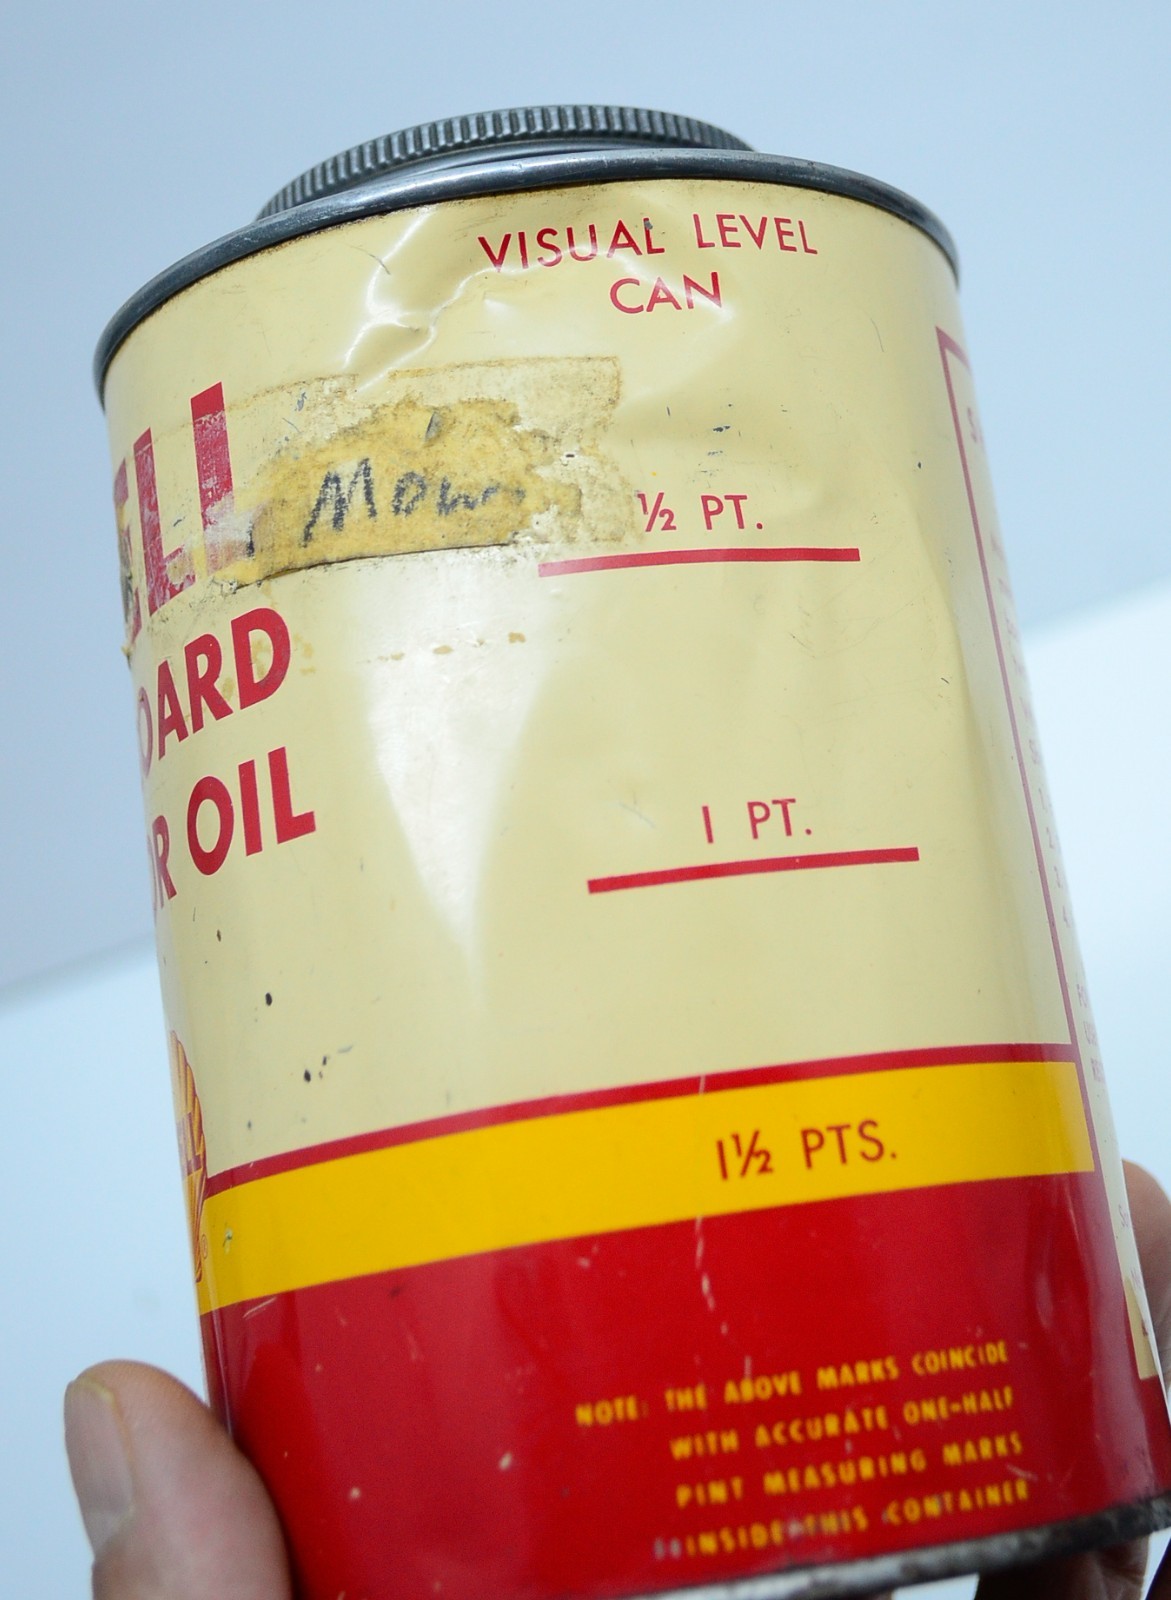 VISUAL LEVEL
CAN
ELL
Mow
½ PT.
OARD
OR OIL
1 PT.
1½ PTS.
NOTE: THE ABOVE MARKS COINCIDE
WITH ACCURATE ONE-HALF
PINT MEASURING MARKS
INSIDE THIS CONTAINER